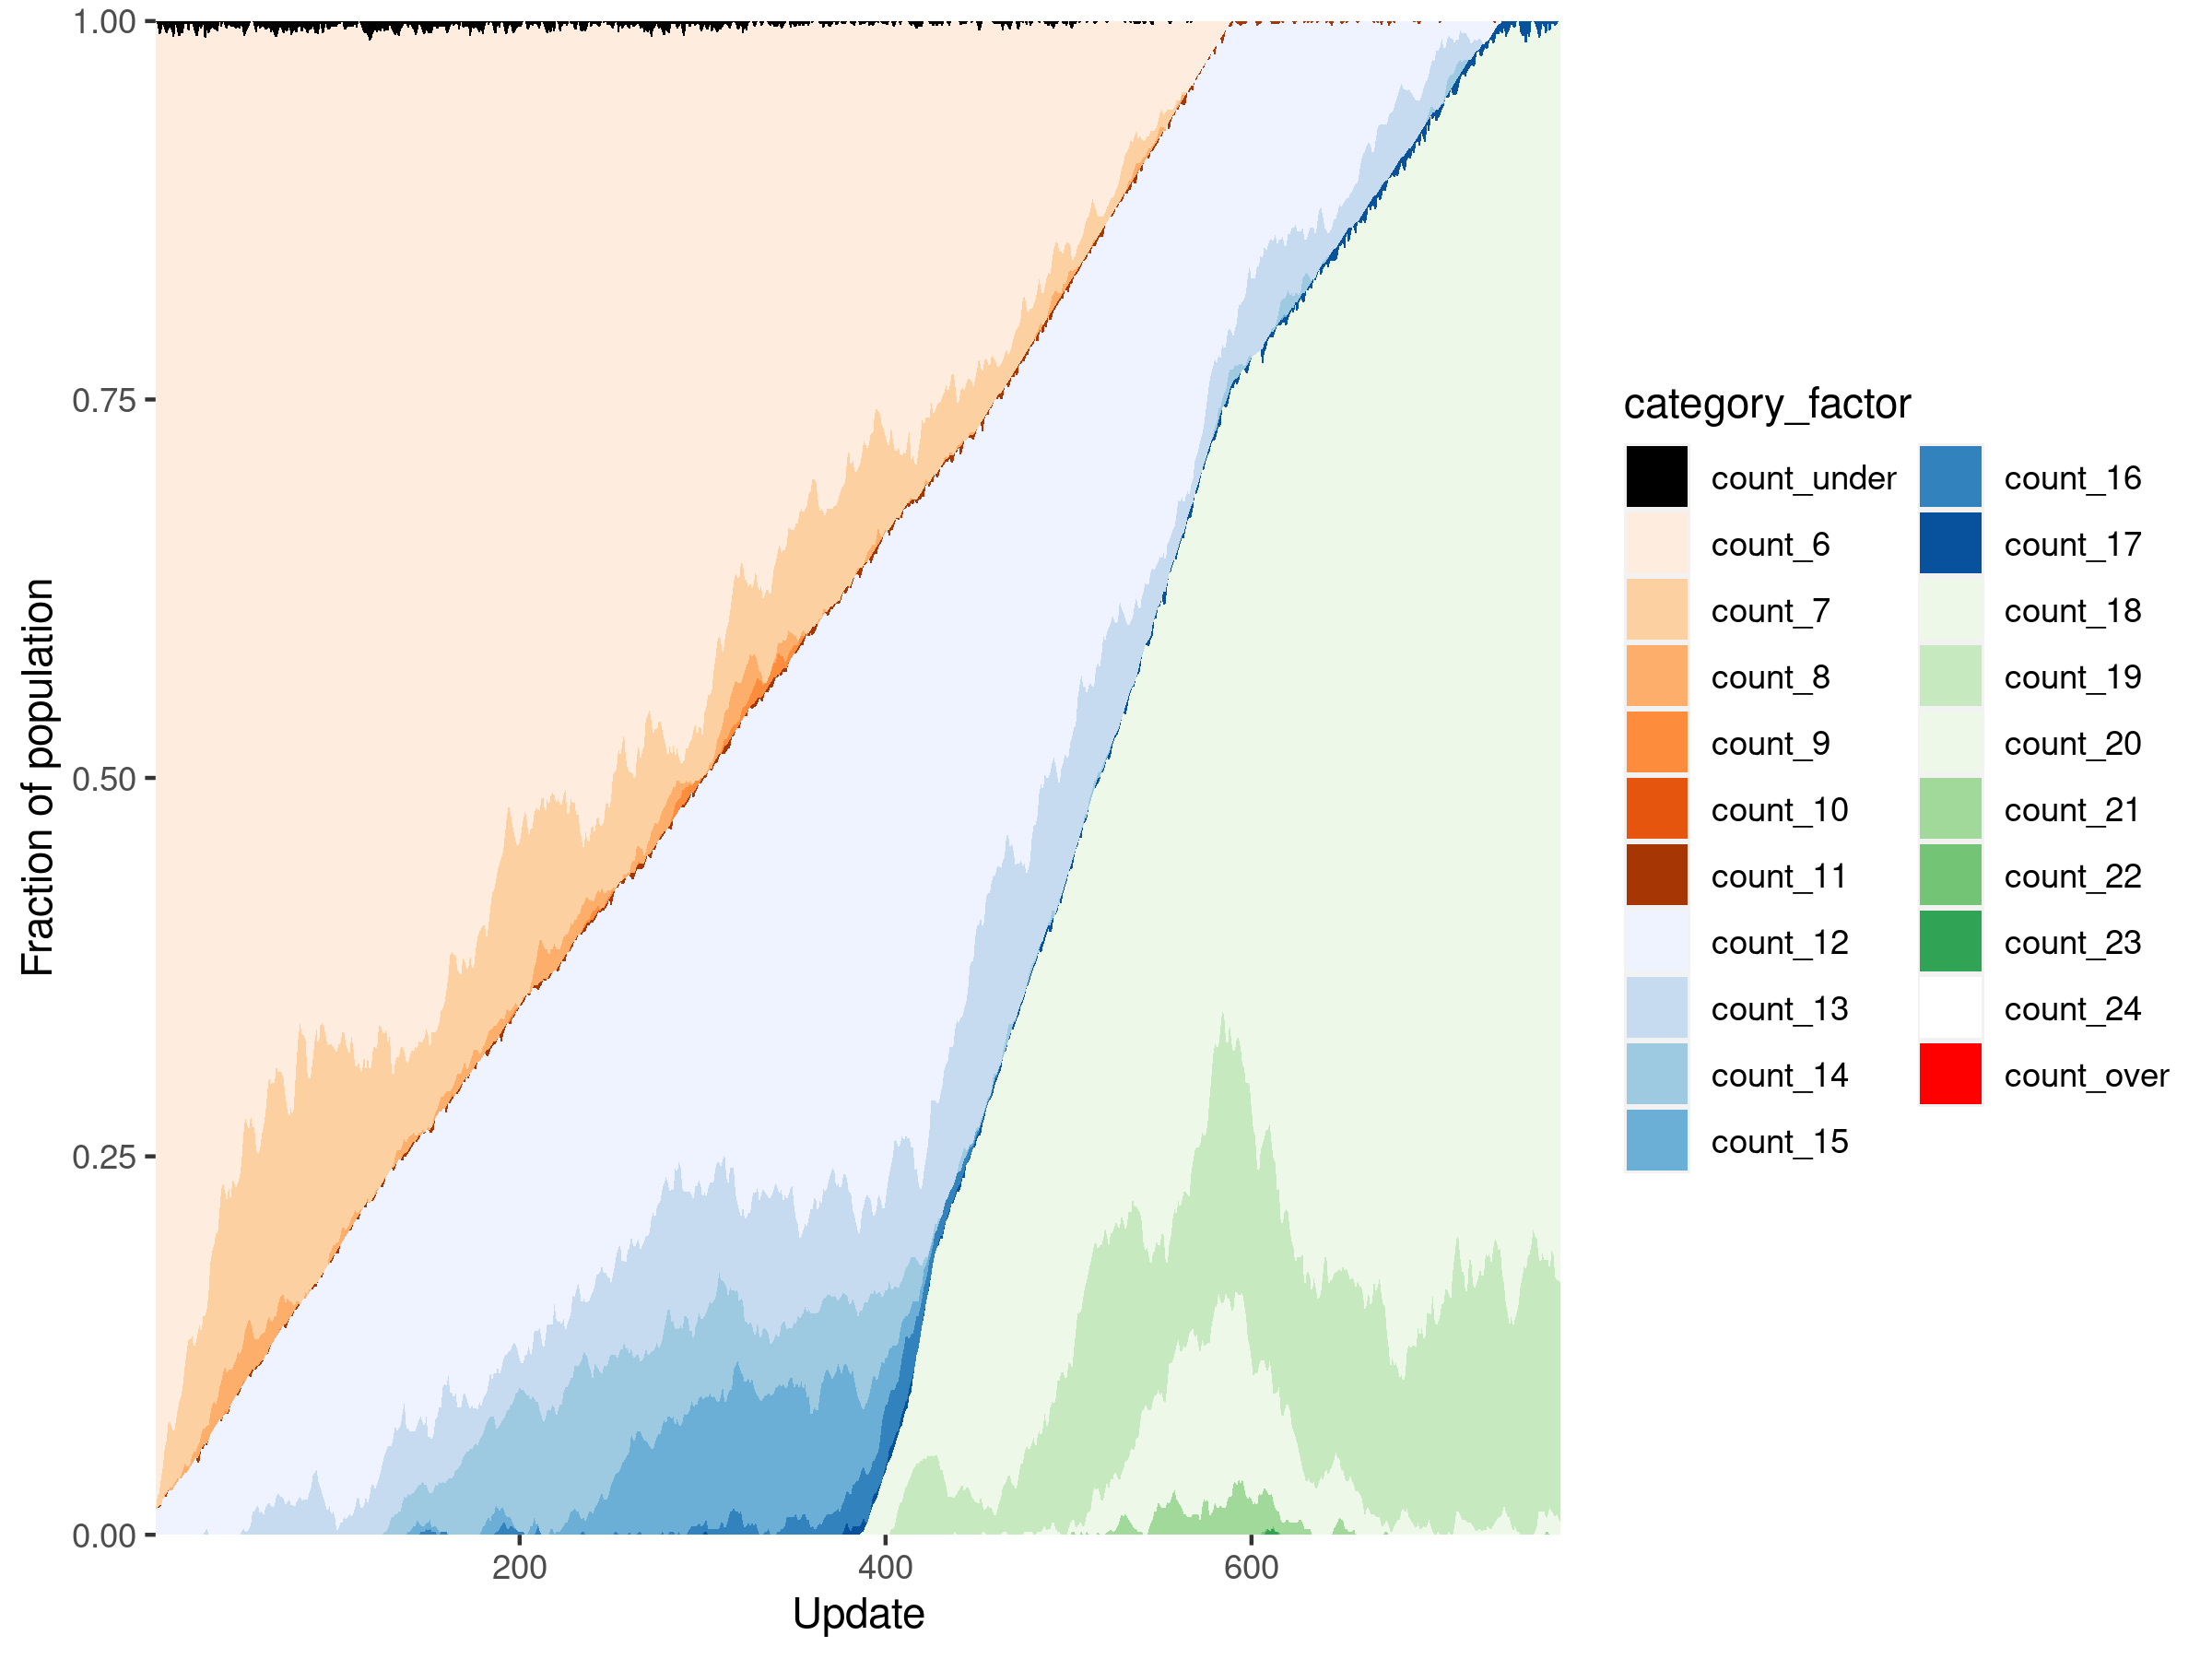 1.00
0.75
0.50
0.25
0.00
Fraction of population
200
400
600
Update
category_factor
count_under
count_6
count_7
count_8
count_9
count_10
count_11
count_12
count_13
count_14
count_15
count_16
count_17
count_18
count_19
count_20
count_21
count_22
count_23
count_24
count_over